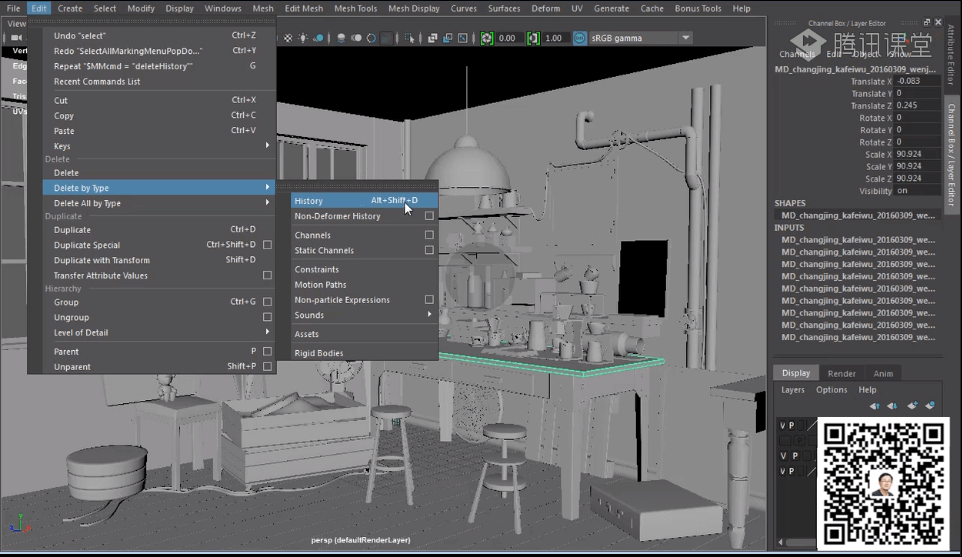 File Edit Create Select Modify Display Windows Mesh Edit Mesh Mesh Tools Mesh Display Curves Surfaces Deform UV Generate Cache Bonus Tools Help
View
Undo "select" Ctrl+Z
Redo "SelectAllMarkingMenuPopDo..." Ctrl+Y
Repeat "$MMcmd = "deleteHistory"" G
Recent Commands List
Cut Ctrl+X
Copy Ctrl+C
Paste Ctrl+V
Keys
Delete
Delete
Delete by Type
Delete All by Type
Duplicate
Duplicate Ctrl+D
Duplicate Special Ctrl+Shift+D
Duplicate with Transform Shift+D
Transfer Attribute Values
Hierarchy
Group Ctrl+G
Ungroup
Level of Detail
Parent P
Unparent Shift+P
History Alt+Shift+D
Non-Deformer History
Channels
Static Channels
Constraints
Motion Paths
Non-particle Expressions
Sounds
Assets
Rigid Bodies
Vert
Edg
Fac
Tris
UVs
0.00 1.00 sRGB gamma
persp (defaultRenderLayer)
Channel Box / Layer Editor
腾讯课堂
Channels Edit Object Show
MD_changjing_kafeiwu_20160309_wenj...
Translate X -0.083
Translate Y 0
Translate Z 0.245
Rotate X 0
Rotate Y 0
Rotate Z 0
Scale X 90.924
Scale Y 90.924
Scale Z 90.924
Visibility on
SHAPES
MD_changjing_kafeiwu_20160309_we...
INPUTS
MD_changjing_kafeiwu_20160309_we...
MD_changjing_kafeiwu_20160309_we...
MD_changjing_kafeiwu_20160309_we...
MD_changjing_kafeiwu_20160309_we...
MD_changjing_kafeiwu_20160309_we...
MD_changjing_kafeiwu_20160309_we...
MD_changjing_kafeiwu_20160309_we...
MD_changjing_kafeiwu_20160309_we...
MD_changjing_kafeiwu_20160309_we...
Display Render Anim
Layers Options Help
V P
V P
V P
Attribute Editor
Channel Box / Layer Editor